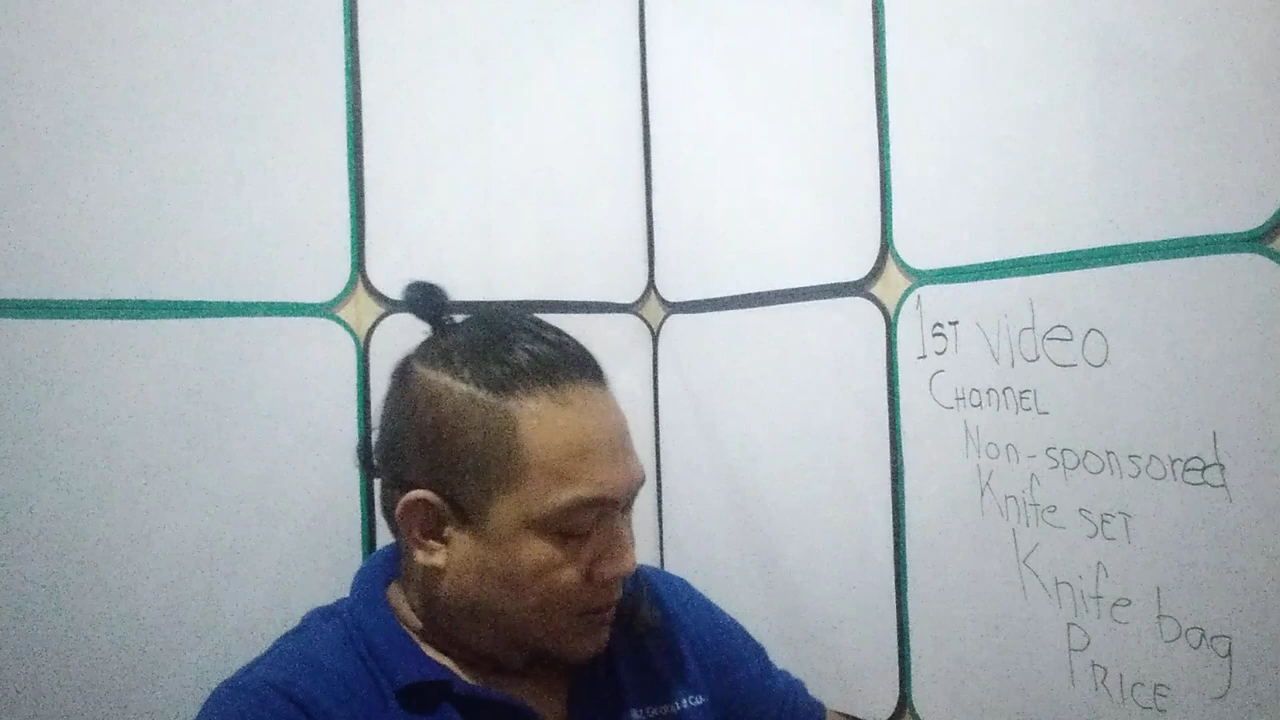 1ST Video
CHANNEL
Non-sponsored
Knife SET
Knife bag
PRICE